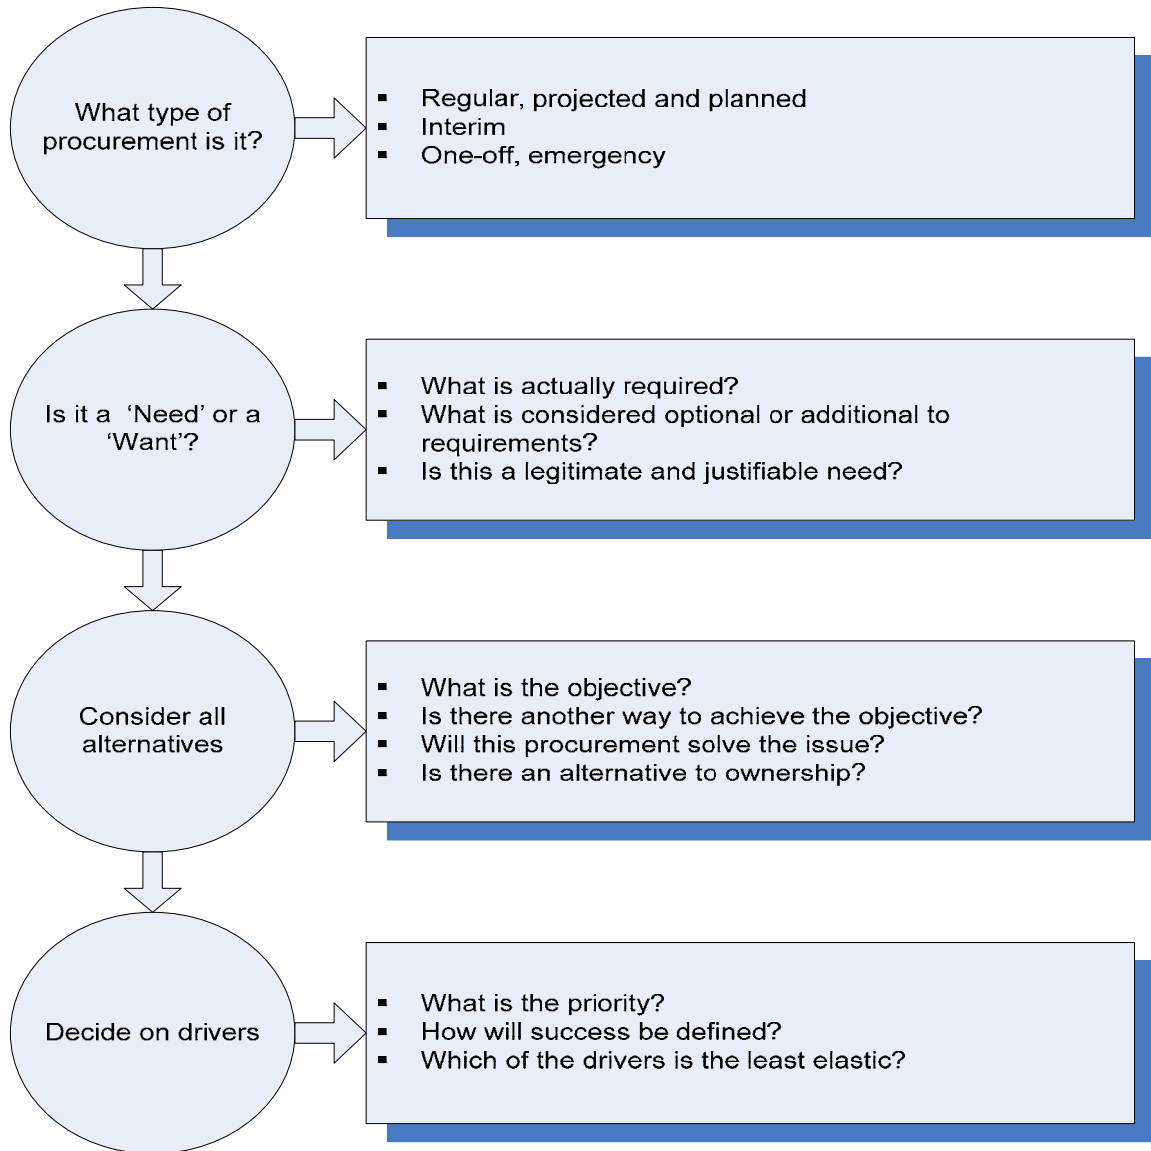 What type of
procurement is it?
▪ Regular, projected and planned
▪ Interim
▪ One-off, emergency
Is it a ‘Need’ or a
‘Want’?
▪ What is actually required?
▪ What is considered optional or additional to
requirements?
▪ Is this a legitimate and justifiable need?
Consider all
alternatives
▪ What is the objective?
▪ Is there another way to achieve the objective?
▪ Will this procurement solve the issue?
▪ Is there an alternative to ownership?
Decide on drivers
▪ What is the priority?
▪ How will success be defined?
▪ Which of the drivers is the least elastic?